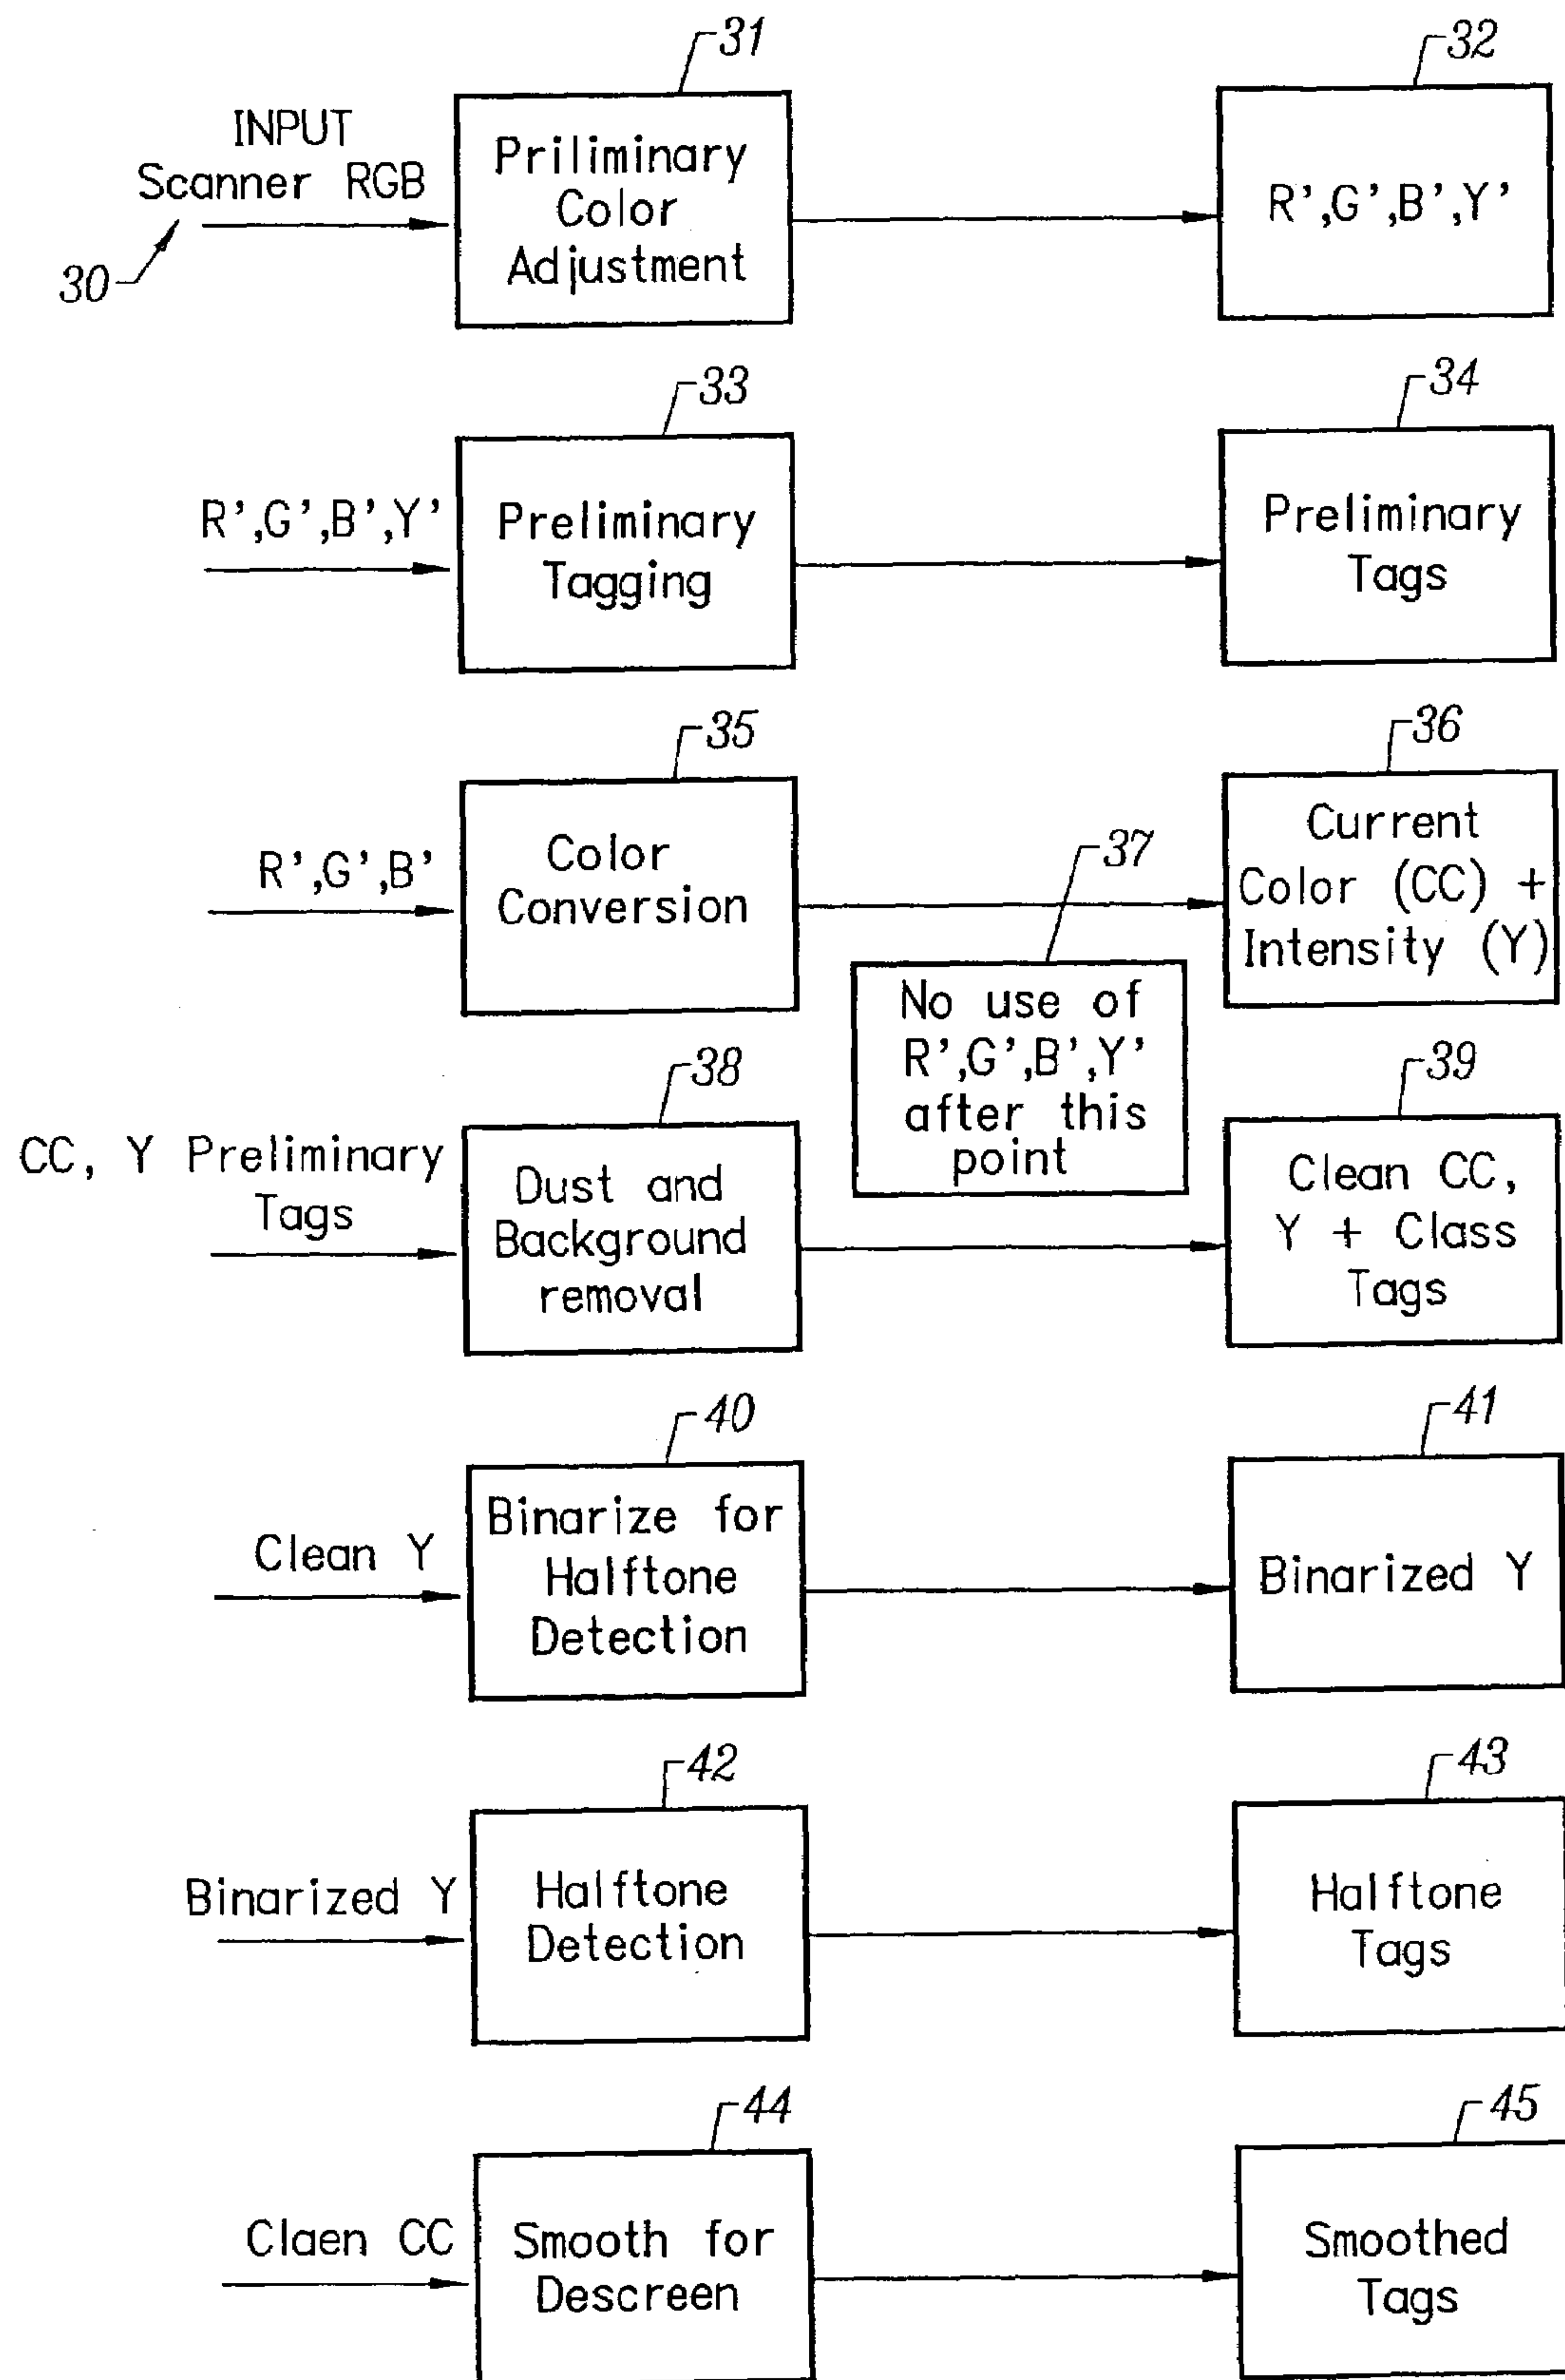 31
32
INPUT
Scanner RGB
30
Priliminary
Color
Adjustment
R',G',B',Y'
33
34
R',G',B',Y'
Preliminary
Tagging
Preliminary
Tags
35
36
R',G',B'
Color
Conversion
37
Current
Color (CC) +
Intensity (Y)
No use of
R',G',B',Y'
after this
point
38
39
CC, Y Preliminary
Tags
Dust and
Background
removal
Clean CC,
Y + Class
Tags
40
41
Clean Y
Binarize for
Halftone
Detection
Binarized Y
42
43
Binarized Y
Halftone
Detection
Halftone
Tags
44
45
Claen CC
Smooth for
Descreen
Smoothed
Tags